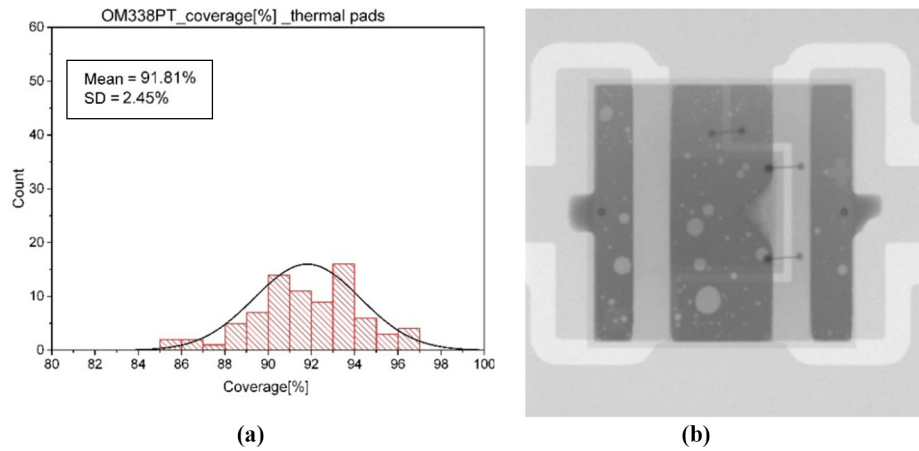 OM338PT_coverage[%] _thermal pads
Mean = 91.81%
SD = 2.45%
60
50
40
30
20
10
0
Count
80 82 84 86 88 90 92 94 96 98 100
Coverage[%]
(a)
(b)